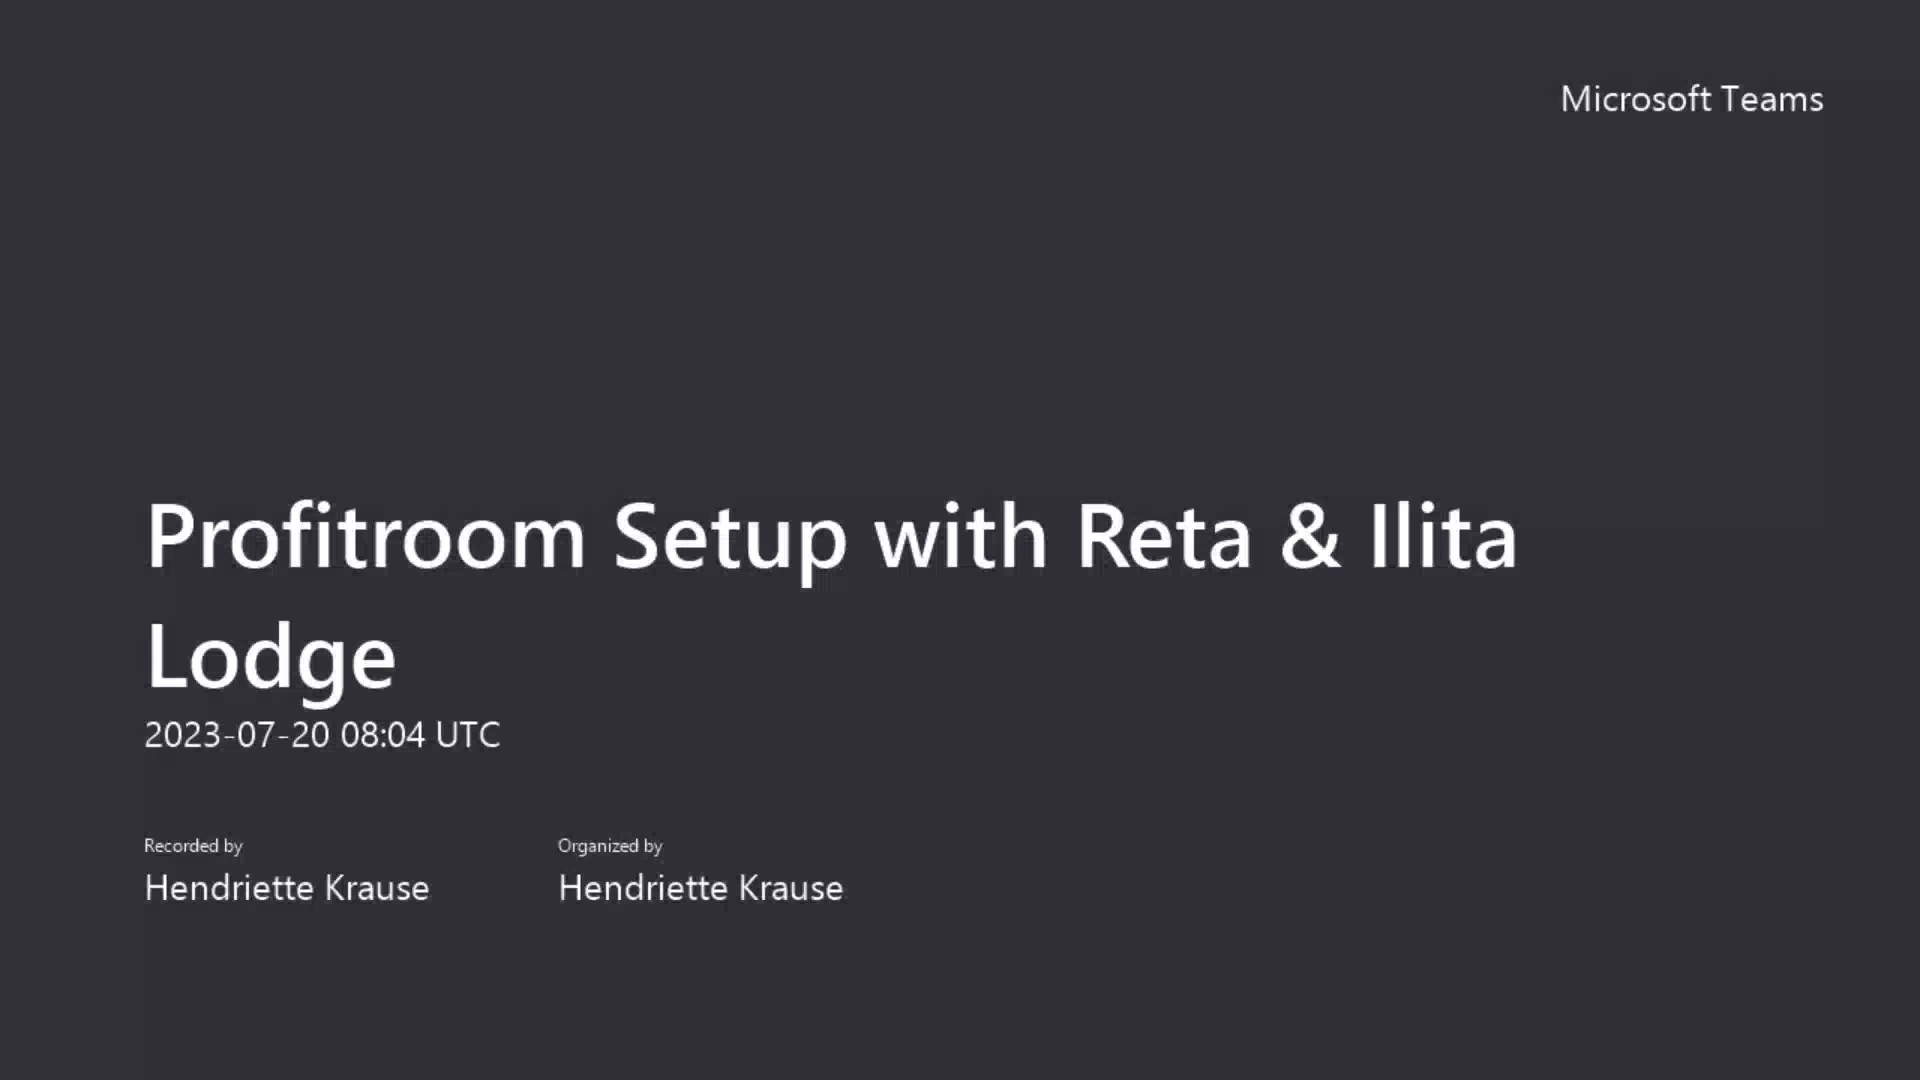 Microsoft Teams
Profitroom Setup with Reta & Ilita
Lodge
2023-07-20 08:04 UTC
Recorded by
Organized by
Hendriette Krause
Hendriette Krause